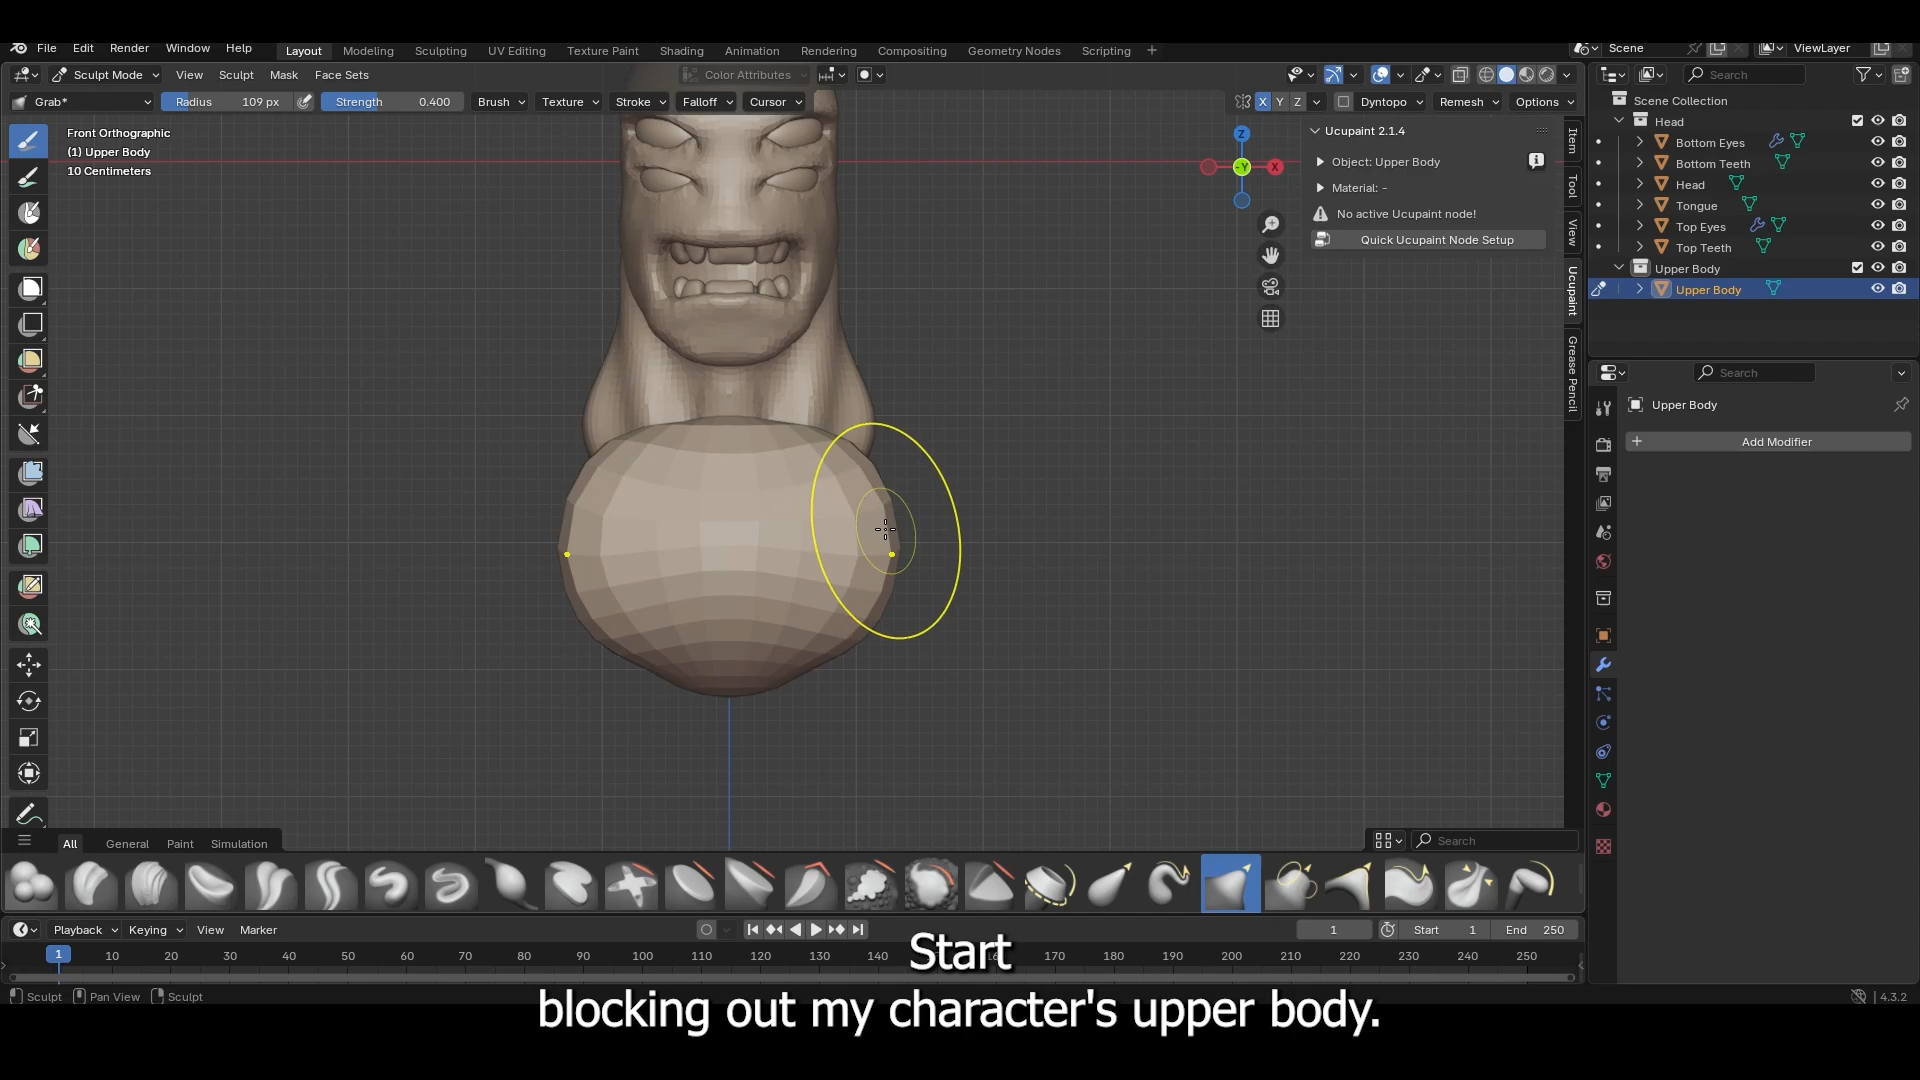 File Edit Render Window Help Layout Modeling Sculpting UV Editing Texture Paint Shading Animation Rendering Compositing Geometry Nodes Scripting + Scene ViewLayer
Sculpt Mode View Sculpt Mask Face Sets Color Attributes Search
Grab* Radius 109 px Strength 0.400 Brush Texture Stroke Falloff Cursor X Y Z Dyntopo Remesh Options
Scene Collection
Head
Bottom Eyes
Bottom Teeth
Head
Tongue
Top Eyes
Top Teeth
Upper Body
Upper Body
Front Orthographic
(1) Upper Body
10 Centimeters
Z
-Y X
Ucupaint 2.1.4
Object: Upper Body
Material: -
No active Ucupaint node!
Quick Ucupaint Node Setup
Item
Tool
View
Ucupaint
Grease Pencil
Search
Upper Body
+ Add Modifier
All General Paint Simulation Search
Playback Keying View Marker 1 Start 1 End 250
1 10 20 30 40 50 60 70 80 90 100 110 120 130 140 170 180 190 200 210 220 230 240 250
Sculpt Pan View Sculpt 4.3.2
Start
blocking out my character's upper body.